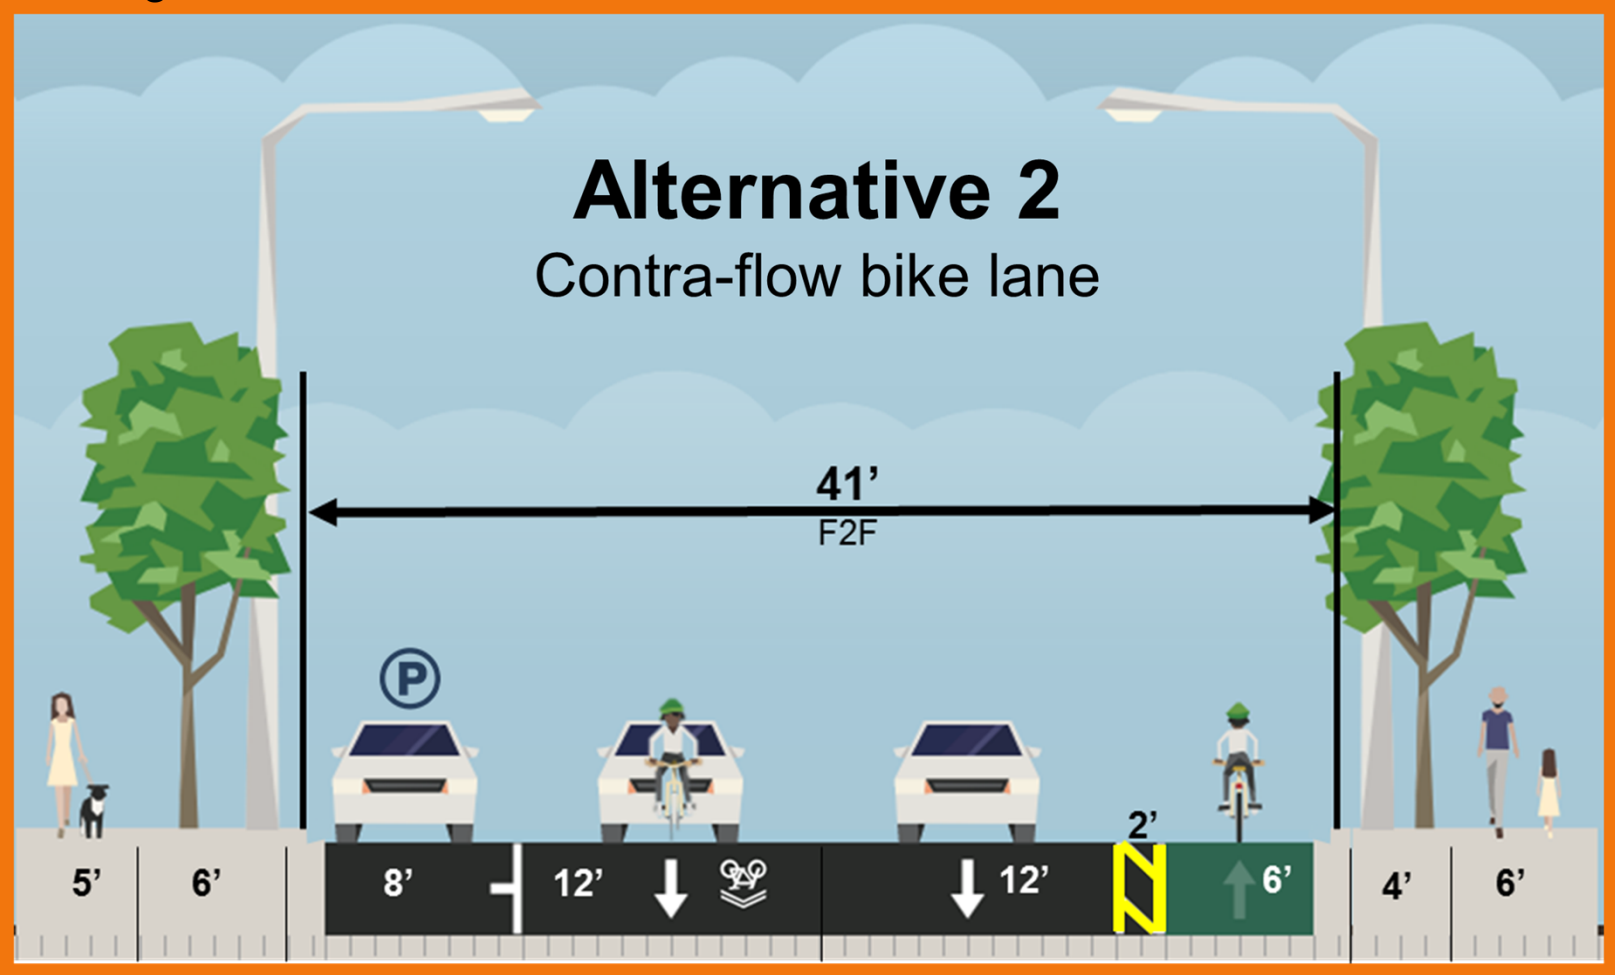 Alternative 2
Contra-flow bike lane
41’
F2F
P
2’
5’ 6’ 8’ 12’ 12’ 6’ 4’ 6’